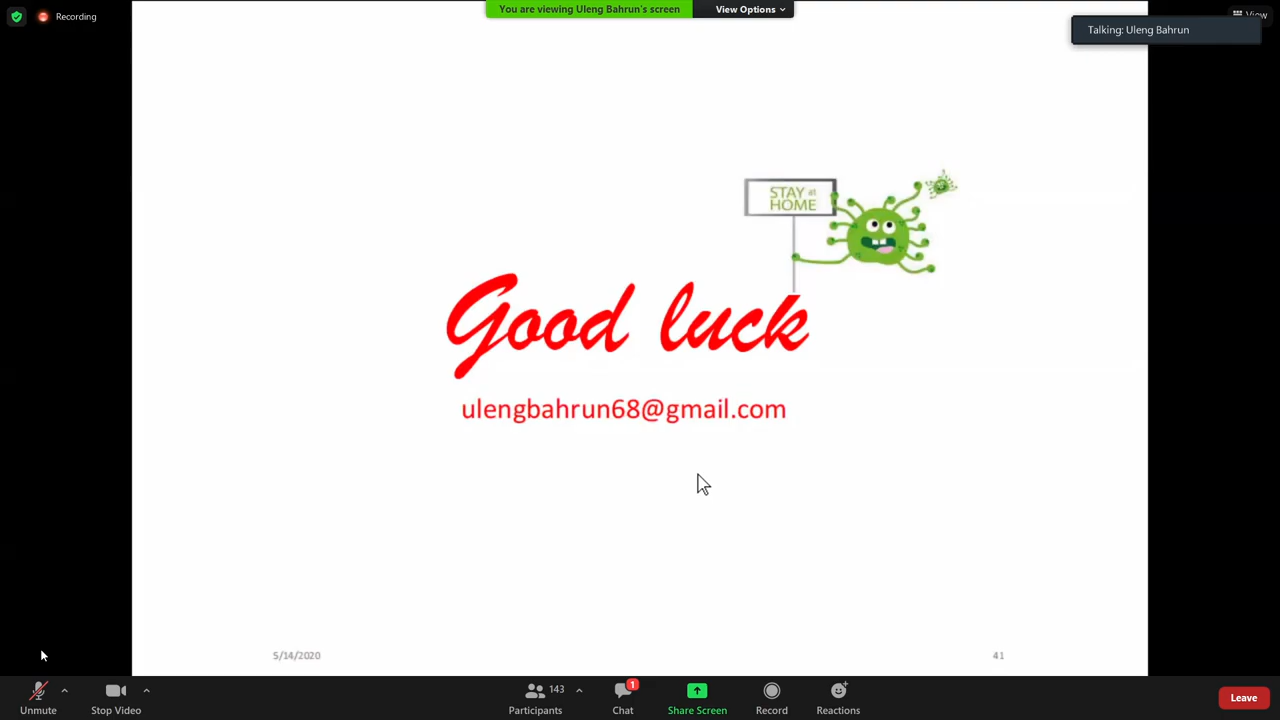 Recording
You are viewing Uleng Bahrun's screen
View Options
View
Talking: Uleng Bahrun
STAY at
HOME
Good luck
ulengbahrun68@gmail.com
5/14/2020
41
Unmute
Stop Video
143
Participants
1
Chat
Share Screen
Record
Reactions
Leave